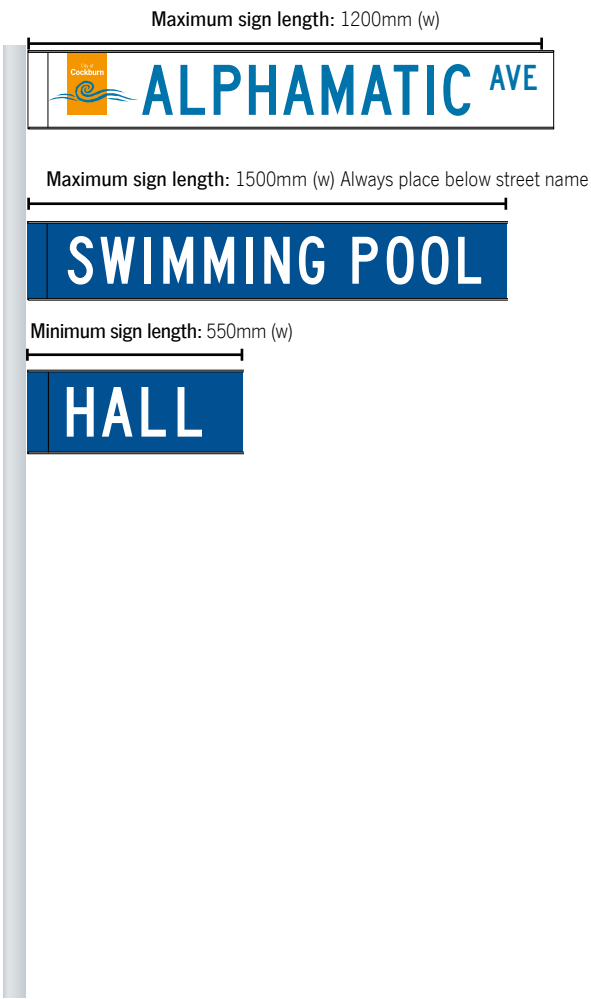 Maximum sign length: 1200mm (w)
City of
Cockburn
ALPHAMATIC AVE
Maximum sign length: 1500mm (w) Always place below street name
SWIMMING POOL
Minimum sign length: 550mm (w)
HALL